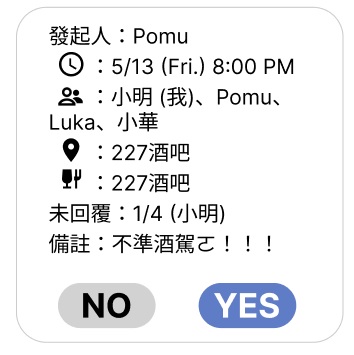 發起人：Pomu
：5/13 (Fri.) 8:00 PM
：小明 (我)、Pomu、
Luka、小華
：227酒吧
：227酒吧
未回覆：1/4 (小明)
備註：不準酒駕ㄛ！！！
NO YES